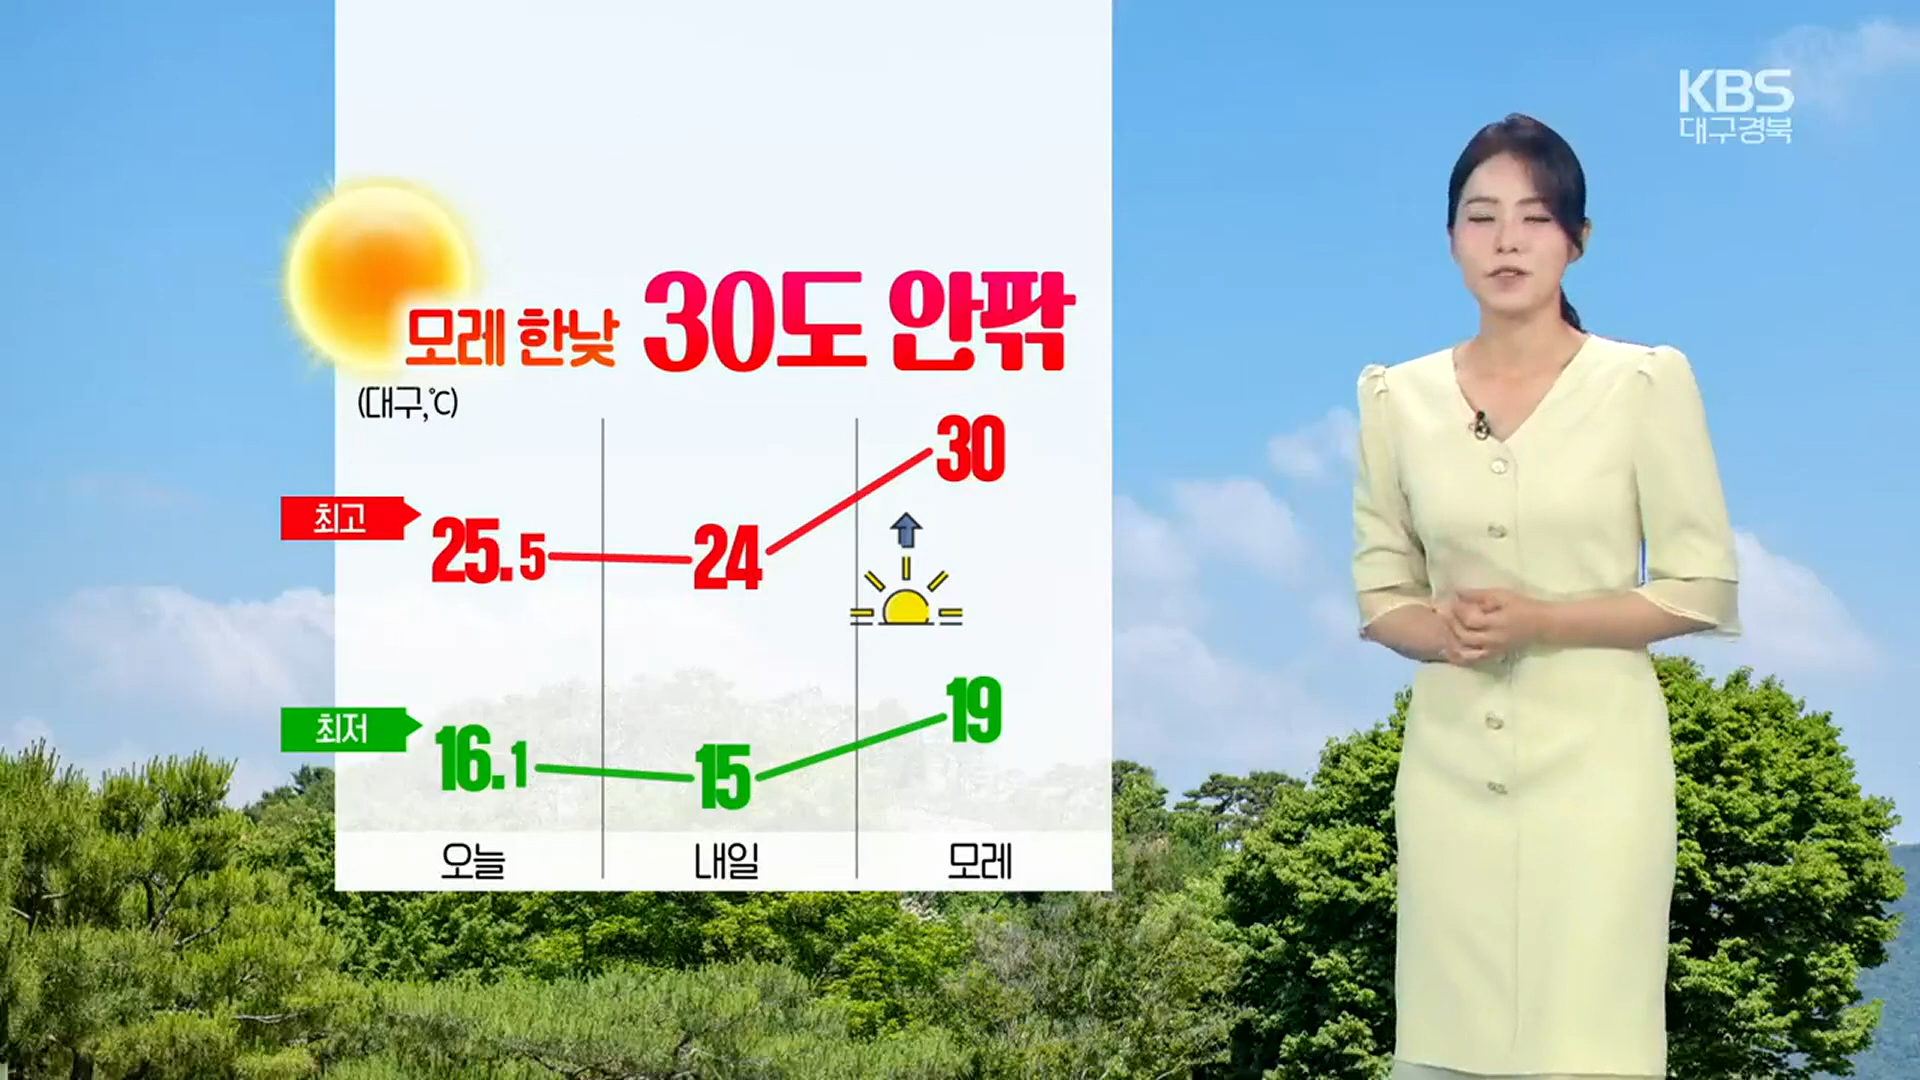 KBS
대구경북
모레 한낮 30도 안팎
(대구,℃)
최고
25.5
24
30
최저
16.1
15
19
오늘
내일
모레